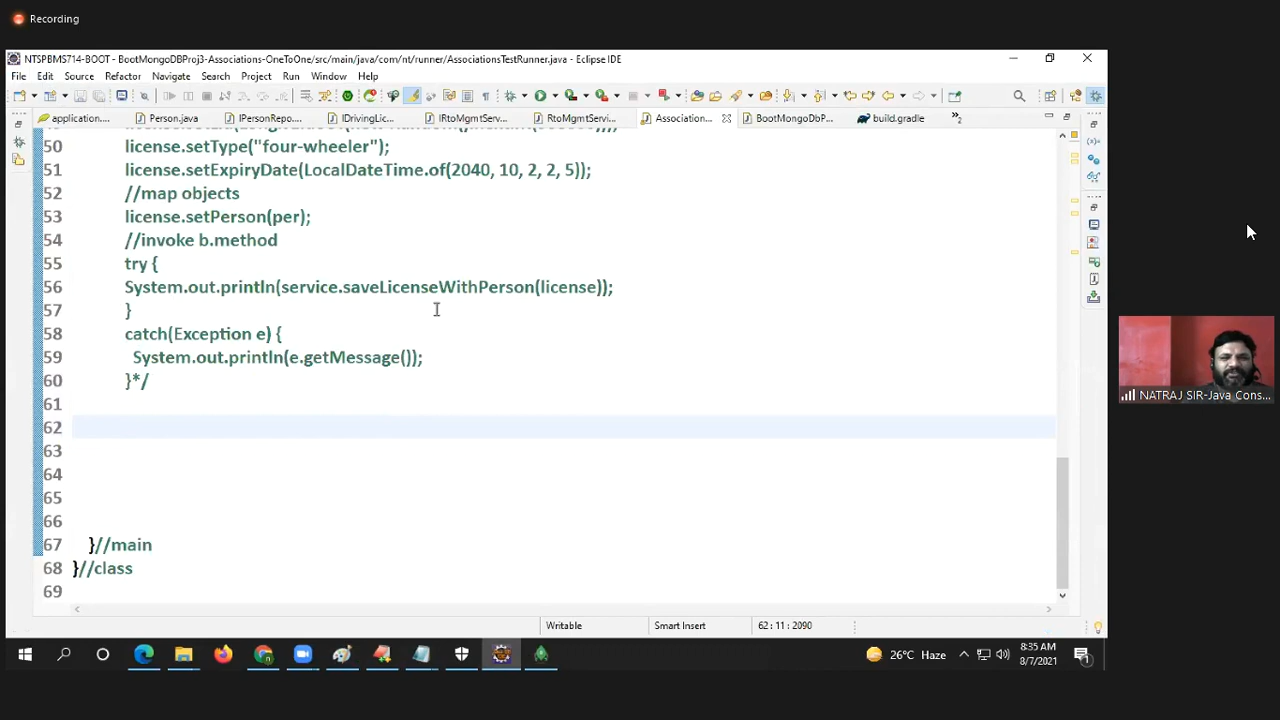 Recording
NTSPBMS714-BOOT - BootMongoDBProj3-Associations-OneToOne/src/main/java/com/nt/runner/AssociationsTestRunner.java - Eclipse IDE
File Edit Source Refactor Navigate Search Project Run Window Help
application.... Person.java IPersonRepo.... IDrivingLic... IRtoMgmtServ... RtoMgmtServi... Association... BootMongoDbP... build.gradle
50 license.setType("four-wheeler");
51 license.setExpiryDate(LocalDateTime.of(2040, 10, 2, 2, 5));
52 //map objects
53 license.setPerson(per);
54 //invoke b.method
55 try {
56 System.out.println(service.saveLicenseWithPerson(license));
57 }
58 catch(Exception e) {
59 System.out.println(e.getMessage());
60 }*/
61
62
63
64
65
66
67 }//main
68 }//class
69
Writable Smart Insert 62 : 11 : 2090
NATRAJ SIR-Java Cons...
26°C Haze
8:35 AM
8/7/2021
1